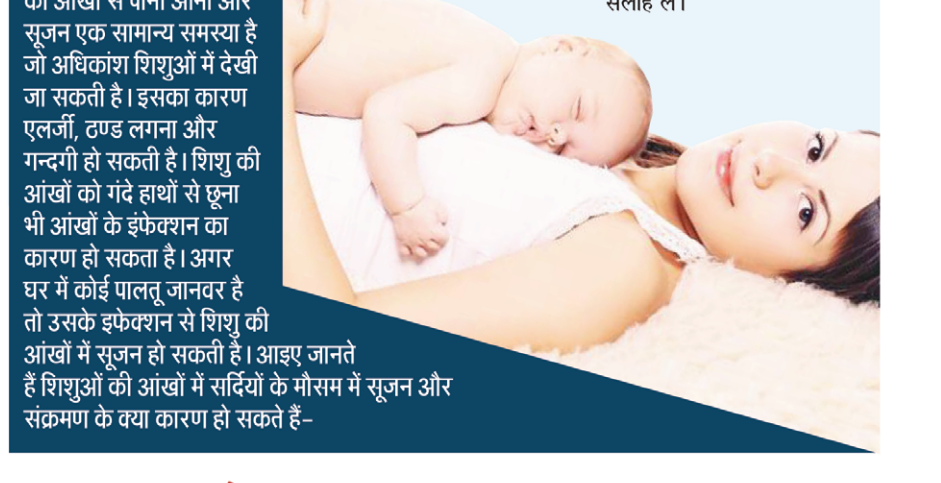 सूजन एक सामान्य समस्या है
जो अधिकांश शिशुओं में देखी
जा सकती है। इसका कारण
एलर्जी, ठण्ड लगना और
गन्दगी हो सकती है। शिशु की
आंखों को गंदे हाथों से छूना
भी आंखों के इंफेक्शन का
कारण हो सकता है। अगर
घर में कोई पालतू जानवर है
तो उसके इफेक्शन से शिशु की
आंखों में सूजन हो सकती है। आइए जानते
हैं शिशुओं की आंखों में सर्दियों के मौसम में सूजन और
संक्रमण के क्या कारण हो सकते हैं-